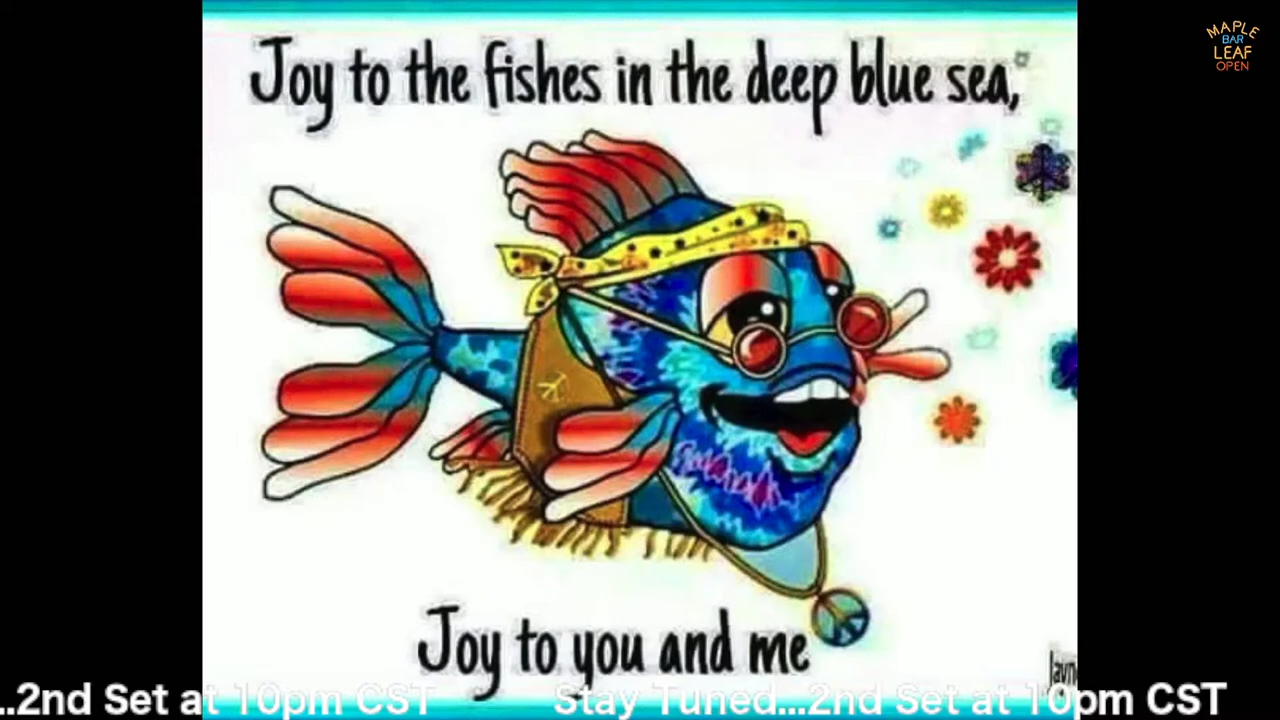 Joy to the fishes in the deep blue sea,
MAPLE
BAR
LEAF
OPEN
Joy to you and me
...2nd Set at 10pm CST Stay Tuned...2nd Set at 10pm CST